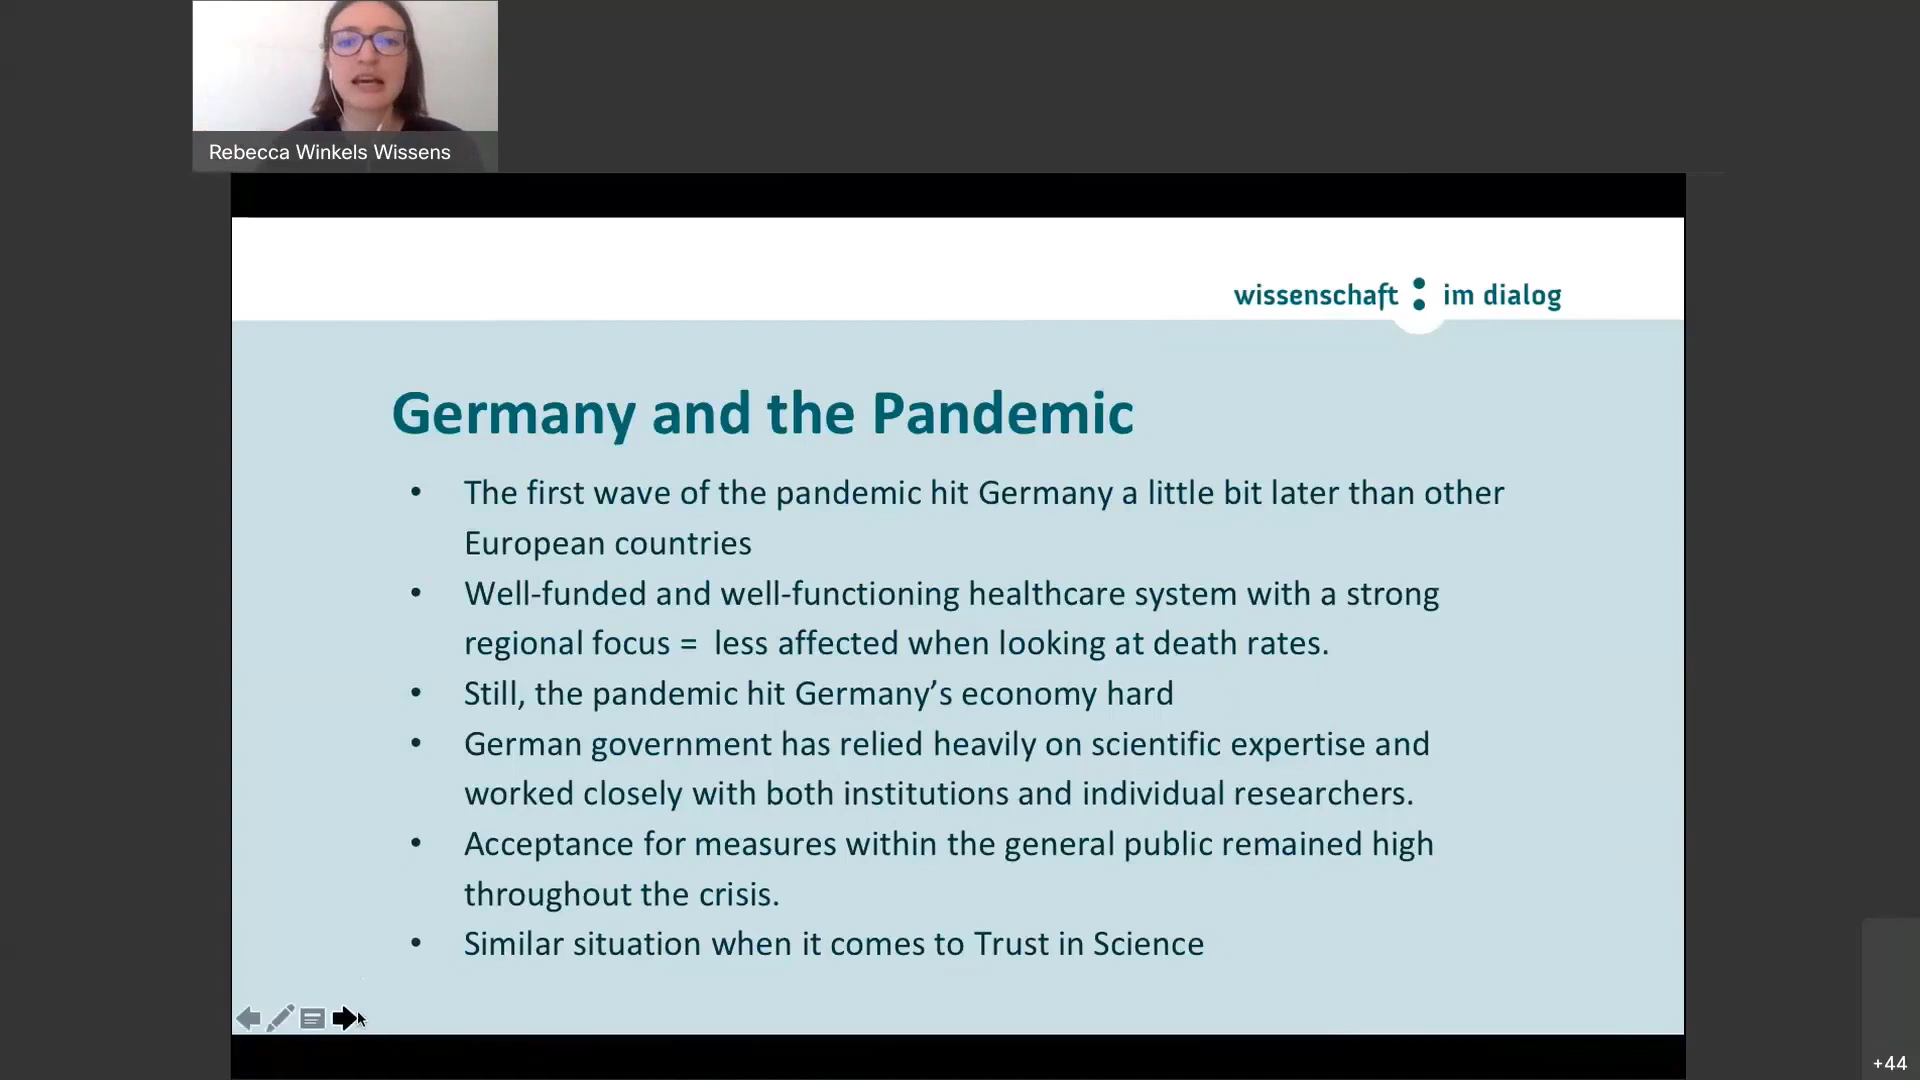 Rebecca Winkels Wissens
wissenschaft : im dialog
Germany and the Pandemic
• The first wave of the pandemic hit Germany a little bit later than other
European countries
• Well-funded and well-functioning healthcare system with a strong
regional focus =  less affected when looking at death rates.
• Still, the pandemic hit Germany’s economy hard
• German government has relied heavily on scientific expertise and
worked closely with both institutions and individual researchers.
• Acceptance for measures within the general public remained high
throughout the crisis.
• Similar situation when it comes to Trust in Science
+44